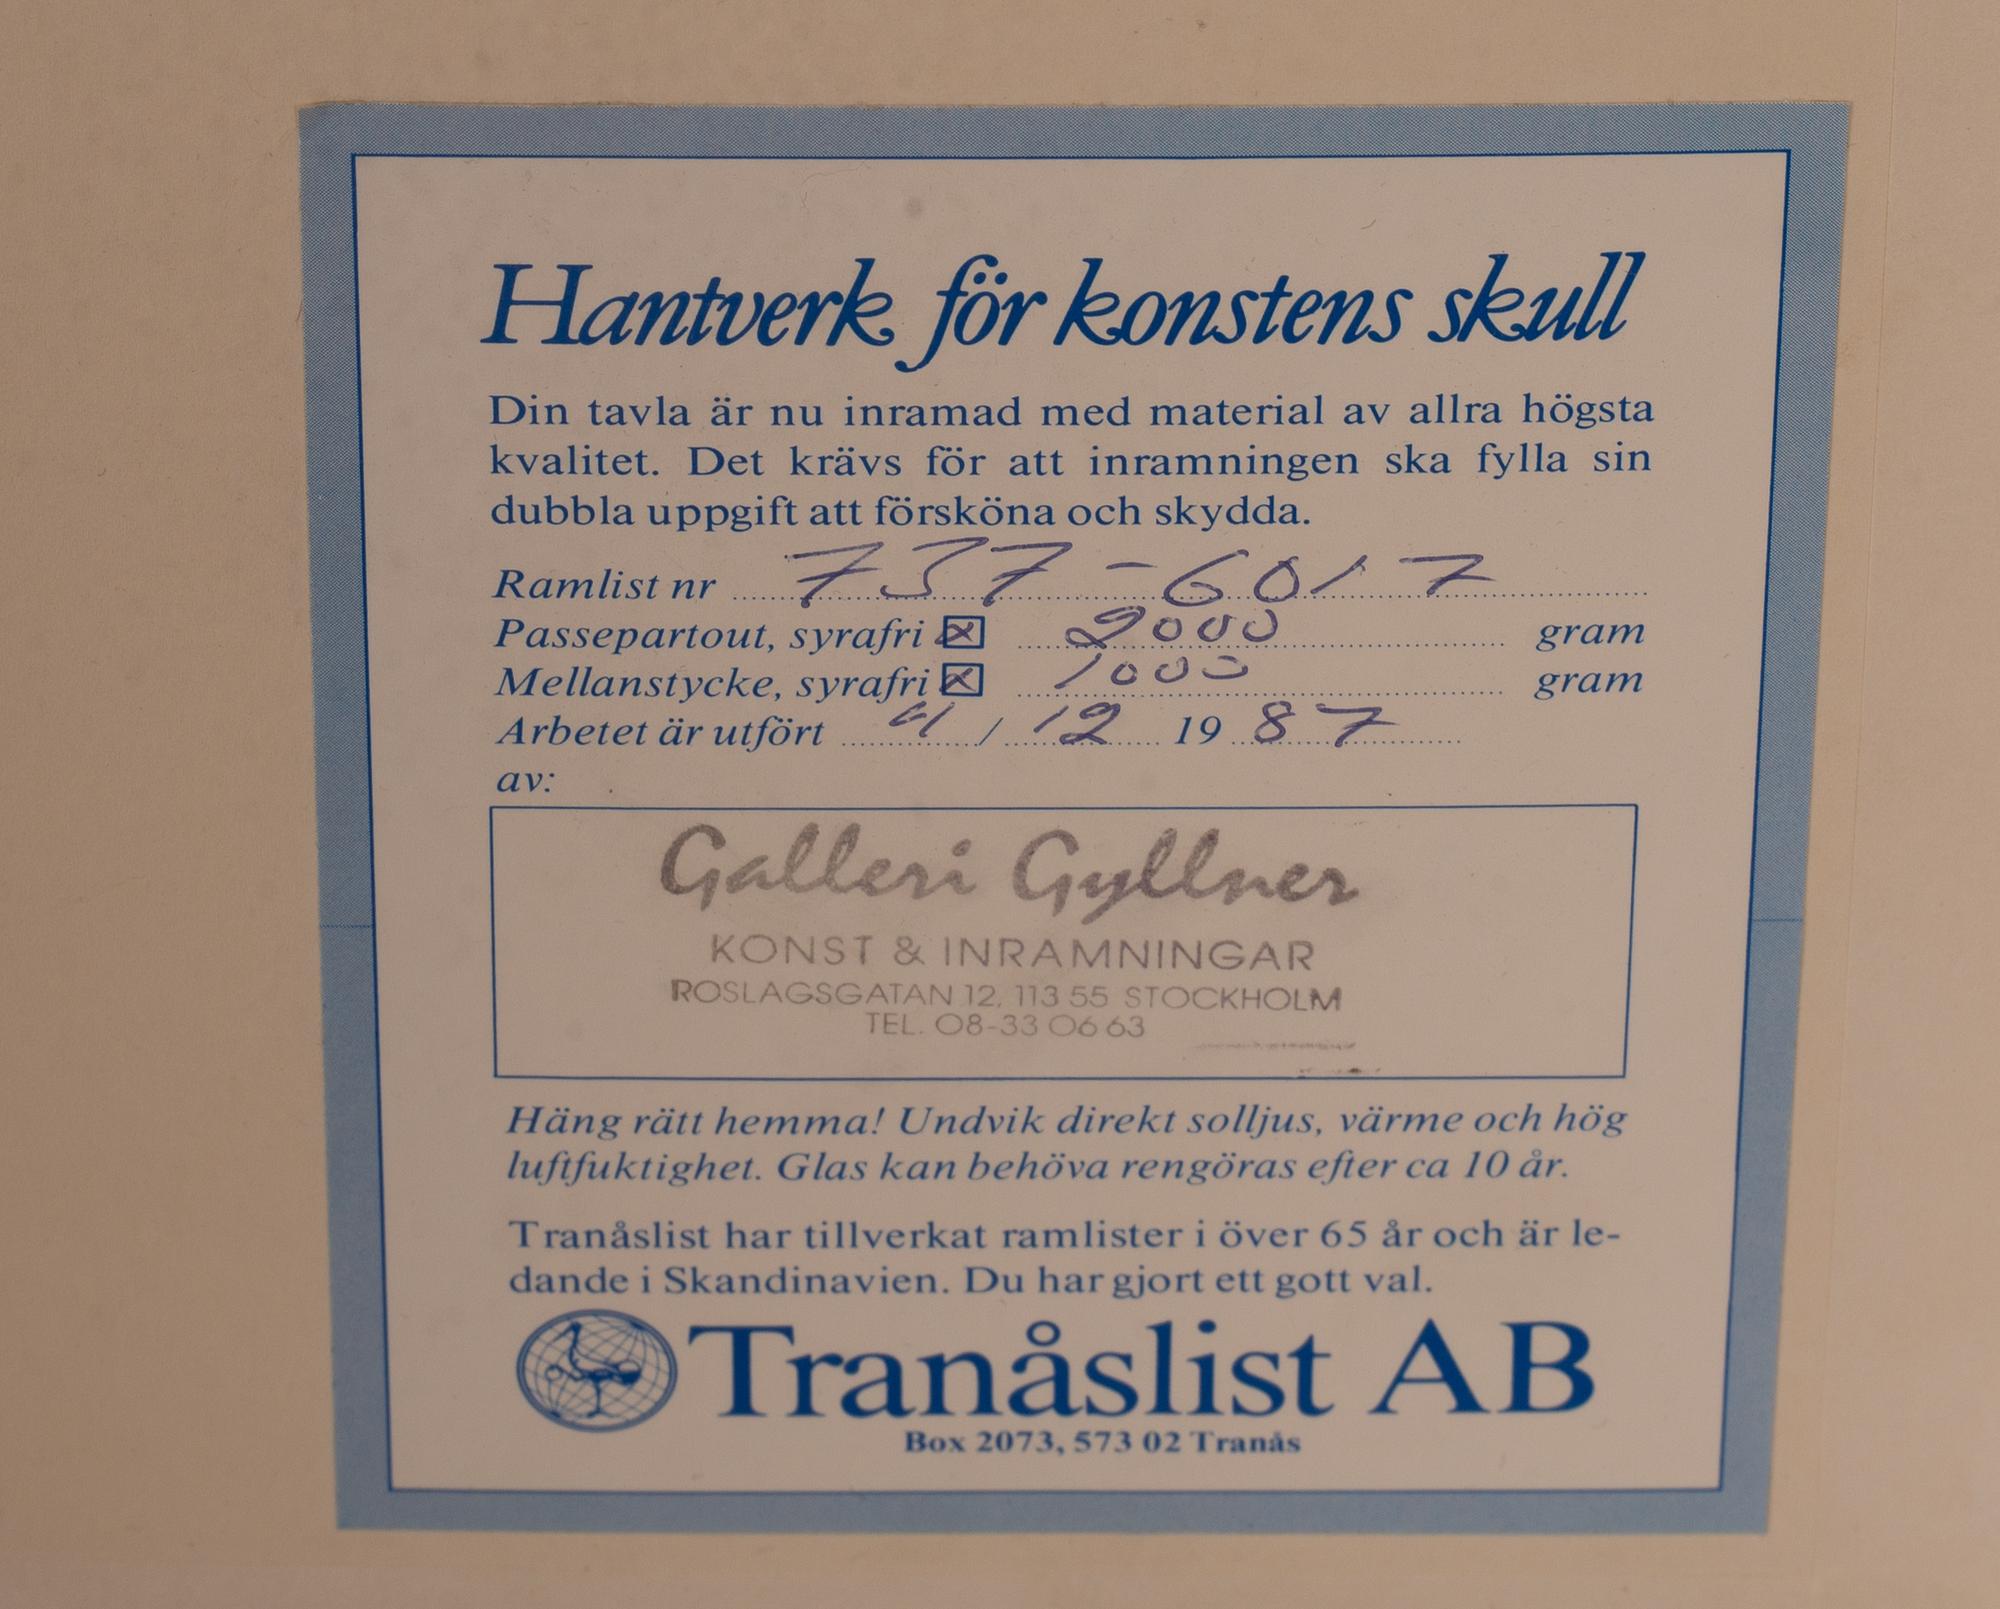 Hantverk för konstens skull
Din tavla är nu inramad med material av allra högsta
kvalitet. Det krävs för att inramningen ska fylla sin
dubbla uppgift att försköna och skydda.
Ramlist nr 737-6017
Passepartout, syrafri ☒ 2000 gram
Mellanstycke, syrafri ☒ 1000 gram
Arbetet är utfört / 12 19 87
av:
Galleri Gyllner
KONST & INRAMNINGAR
ROSLAGSGATAN 12, 113 55 STOCKHOLM
TEL. 08-33 06 63
Häng rätt hemma! Undvik direkt solljus, värme och hög
luftfuktighet. Glas kan behöva rengöras efter ca 10 år.
Tranåslist har tillverkat ramlister i över 65 år och är le-
dande i Skandinavien. Du har gjort ett gott val.
Tranåslist AB
Box 2073, 573 02 Tranås